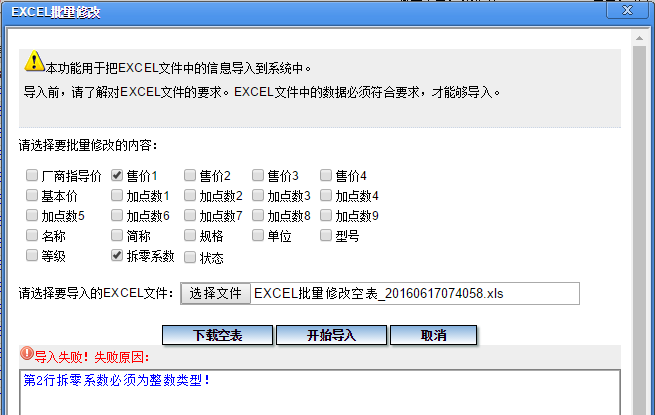 EXCEL批量修改
本功能用于把EXCEL文件中的信息导入到系统中。
导入前，请了解对EXCEL文件的要求。EXCEL文件中的数据必须符合要求，才能够导入。
请选择要批量修改的内容：
厂商指导价 售价1 售价2 售价3 售价4
基本价 加点数1 加点数2 加点数3 加点数4
加点数5 加点数6 加点数7 加点数8 加点数9
名称 简称 规格 单位 型号
等级 拆零系数 状态
请选择要导入的EXCEL文件： 选择文件 EXCEL批量修改空表_20160617074058.xls
下载空表 开始导入 取消
导入失败！失败原因：
第2行拆零系数必须为整数类型！